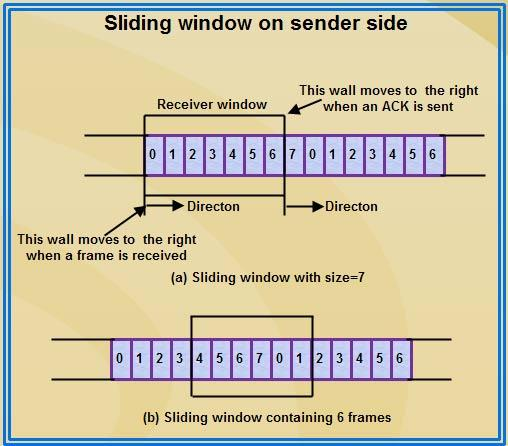 Sliding window on sender side
This wall moves to the right
when an ACK is sent
Receiver window
0 1 2 3 4 5 6 7 0 1 2 3 4 5 6
Directon
Directon
This wall moves to the right
when a frame is received
(a) Sliding window with size=7
0 1 2 3 4 5 6 7 0 1 2 3 4 5 6
(b) Sliding window containing 6 frames